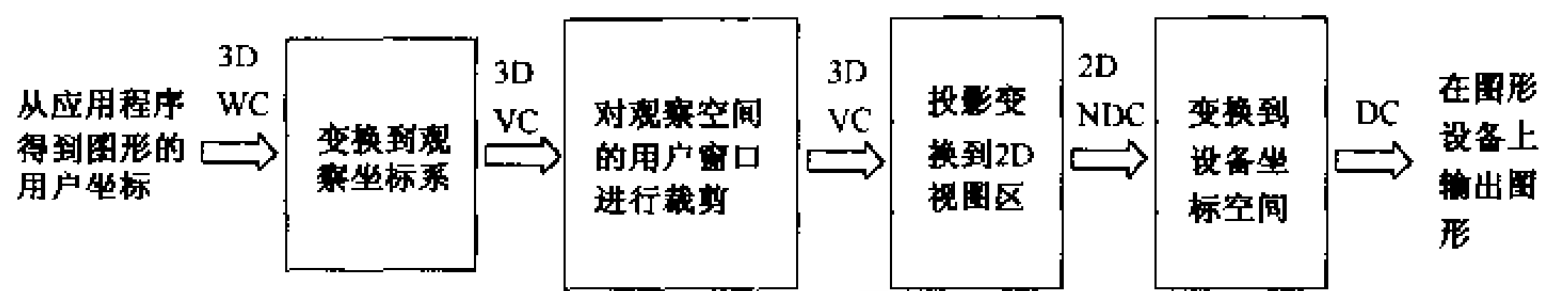 从应用程序
得到图形的
用户坐标
3D
WC
变换到观
察坐标系
3D
VC
对观察空间
的用户窗口
进行裁剪
3D
VC
投影变
换到2D
视图区
2D
NDC
变换到
设备坐
标空间
DC
在图形
设备上
输出图
形